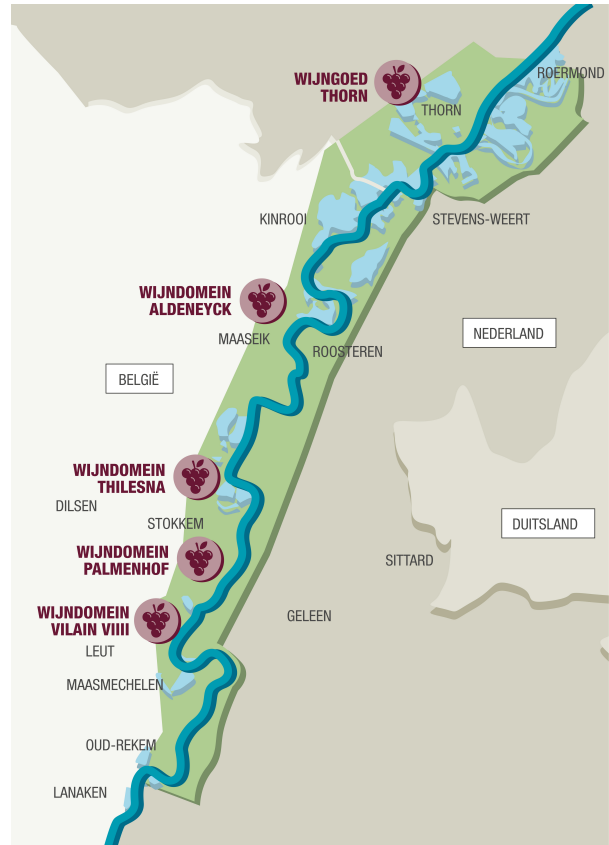 ROERMOND
WIJNGOED
THORN
THORN
KINROOI
STEVENS-WEERT
WIJNDOMEIN
ALDENEYCK
MAASEIK
NEDERLAND
ROOSTEREN
BELGIË
WIJNDOMEIN
THILESNA
DILSEN
STOKKEM
DUITSLAND
WIJNDOMEIN
PALMENHOF
SITTARD
WIJNDOMEIN
VILAIN VIIII
GELEEN
LEUT
MAASMECHELEN
OUD-REKEM
LANAKEN